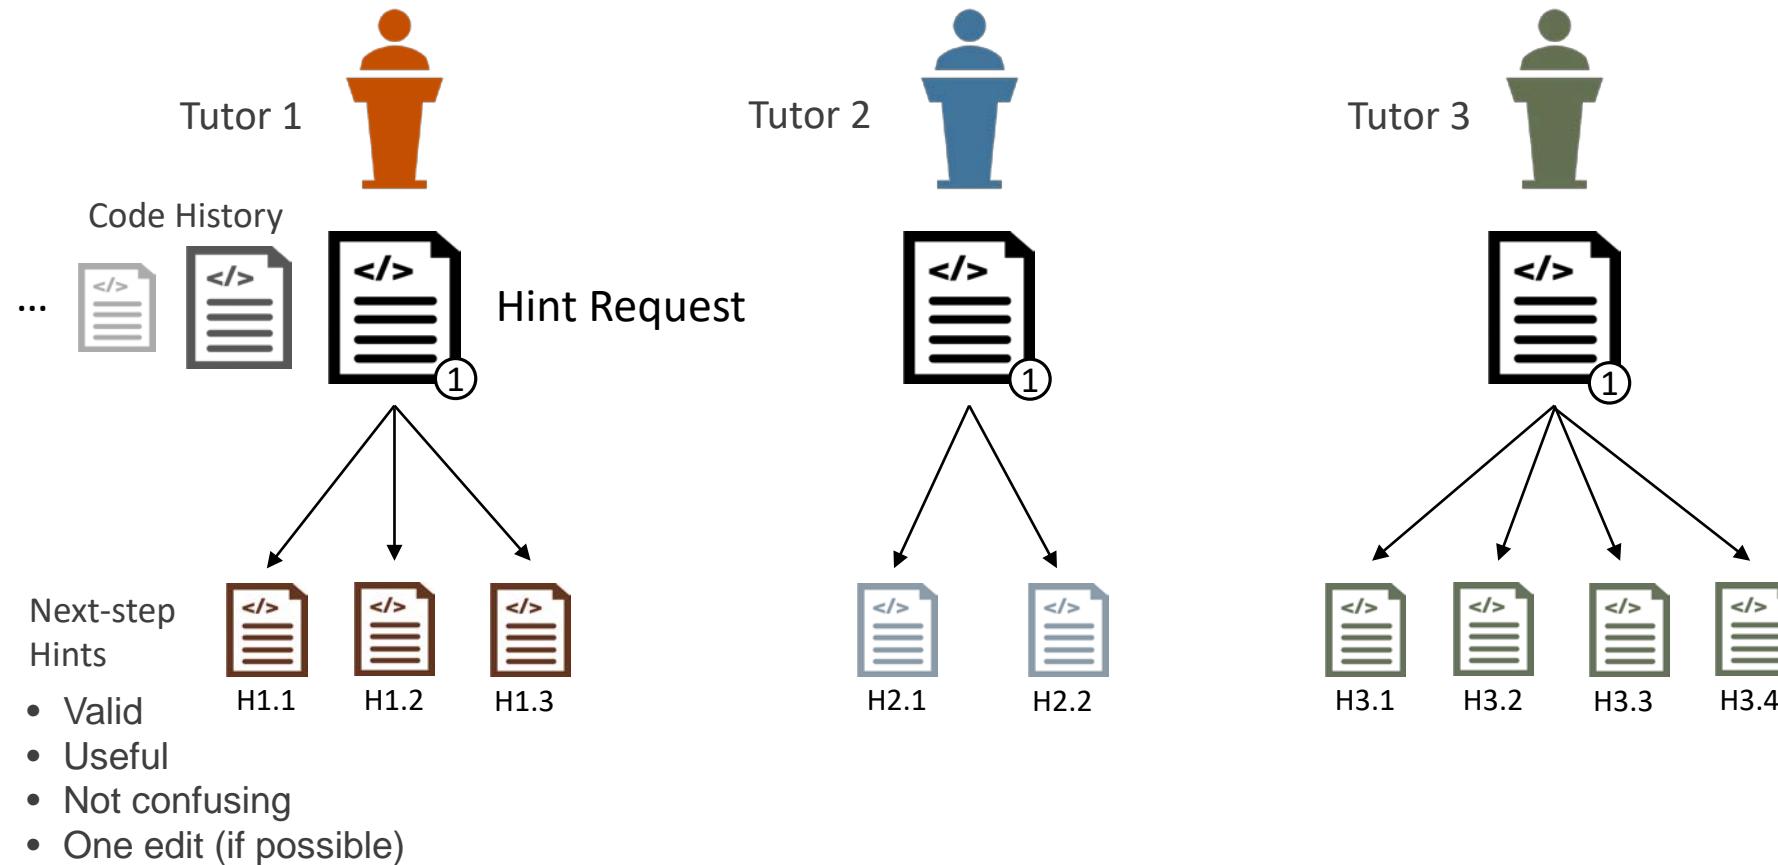 Tutor 1
Tutor 2
Tutor 3
Code History
...
</>
</>
</>
Hint Request
</>
</>
1
1
1
Next-step
Hints
</>
</>
</>
</>
</>
</>
</>
</>
</>
H1.1
H1.2
H1.3
H2.1
H2.2
H3.1
H3.2
H3.3
H3.4
• Valid
• Useful
• Not confusing
• One edit (if possible)